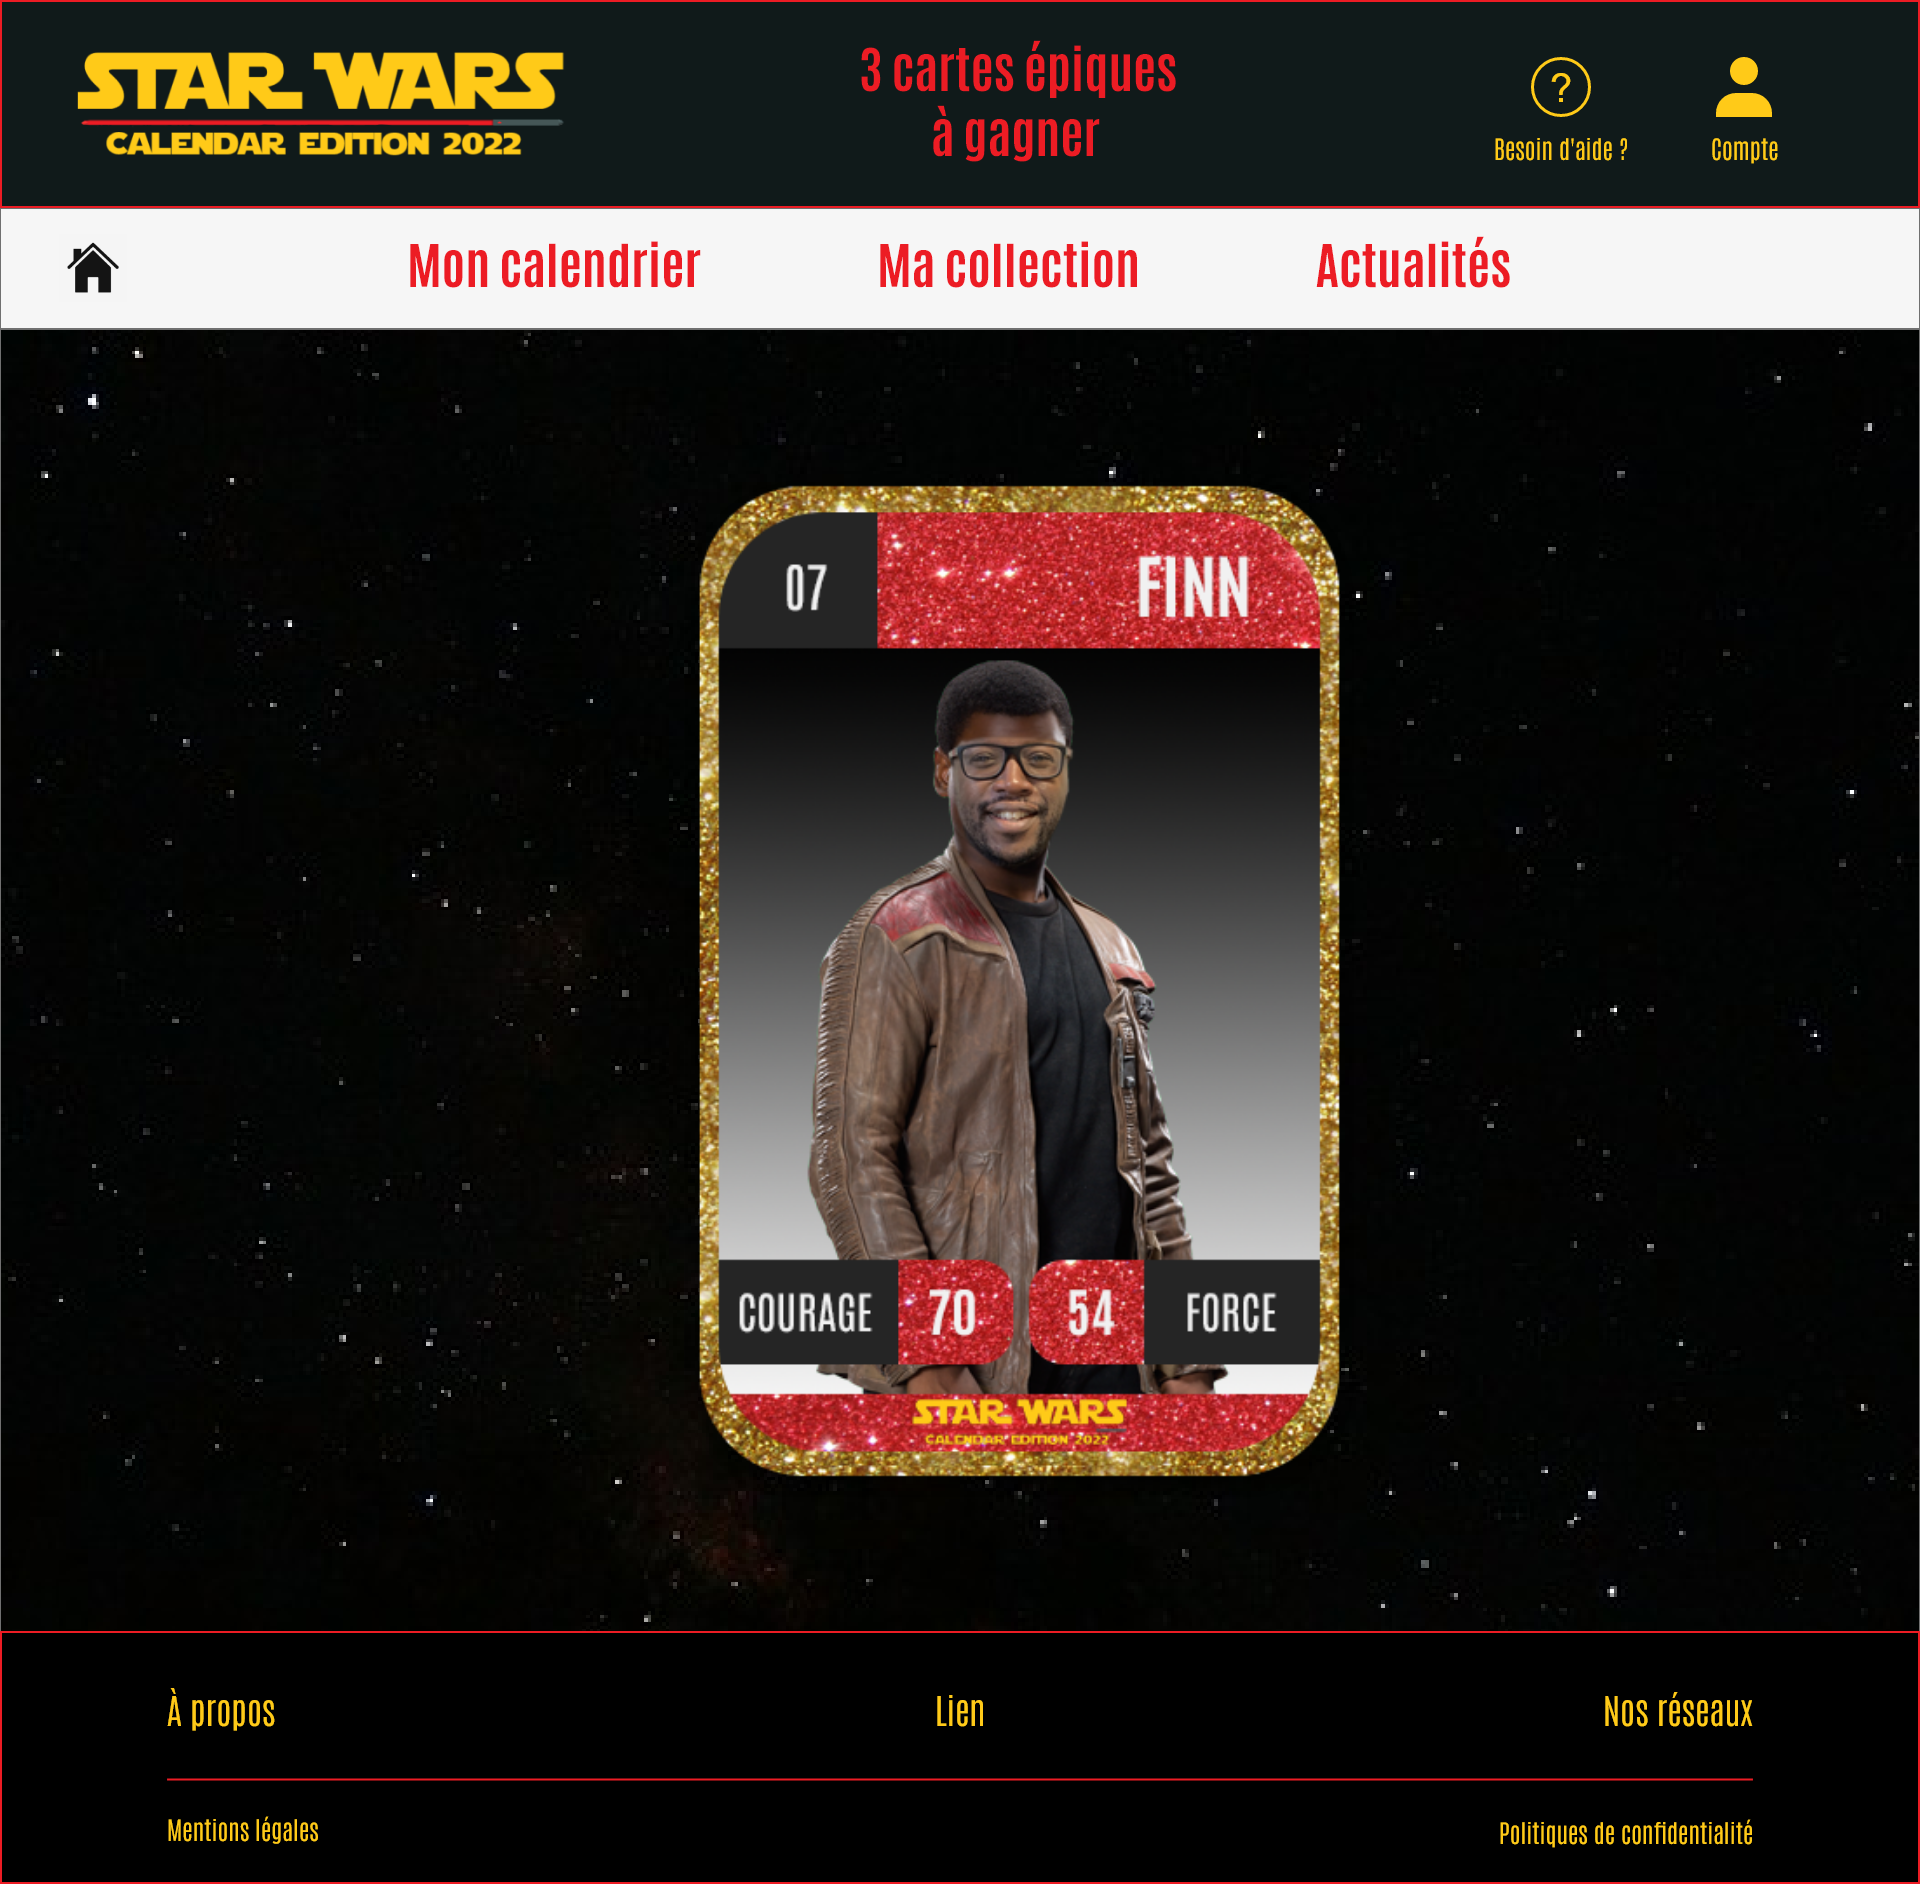 STAR WARS
CALENDAR EDITION 2022
3 cartes épiques
à gagner
?
Besoin d'aide ?
Compte
Mon calendrier
Ma collection
Actualités
07
FINN
COURAGE
70
54
FORCE
STAR WARS
CALENDAR EDITION 2022
À propos
Lien
Nos réseaux
Mentions légales
Politiques de confidentialité